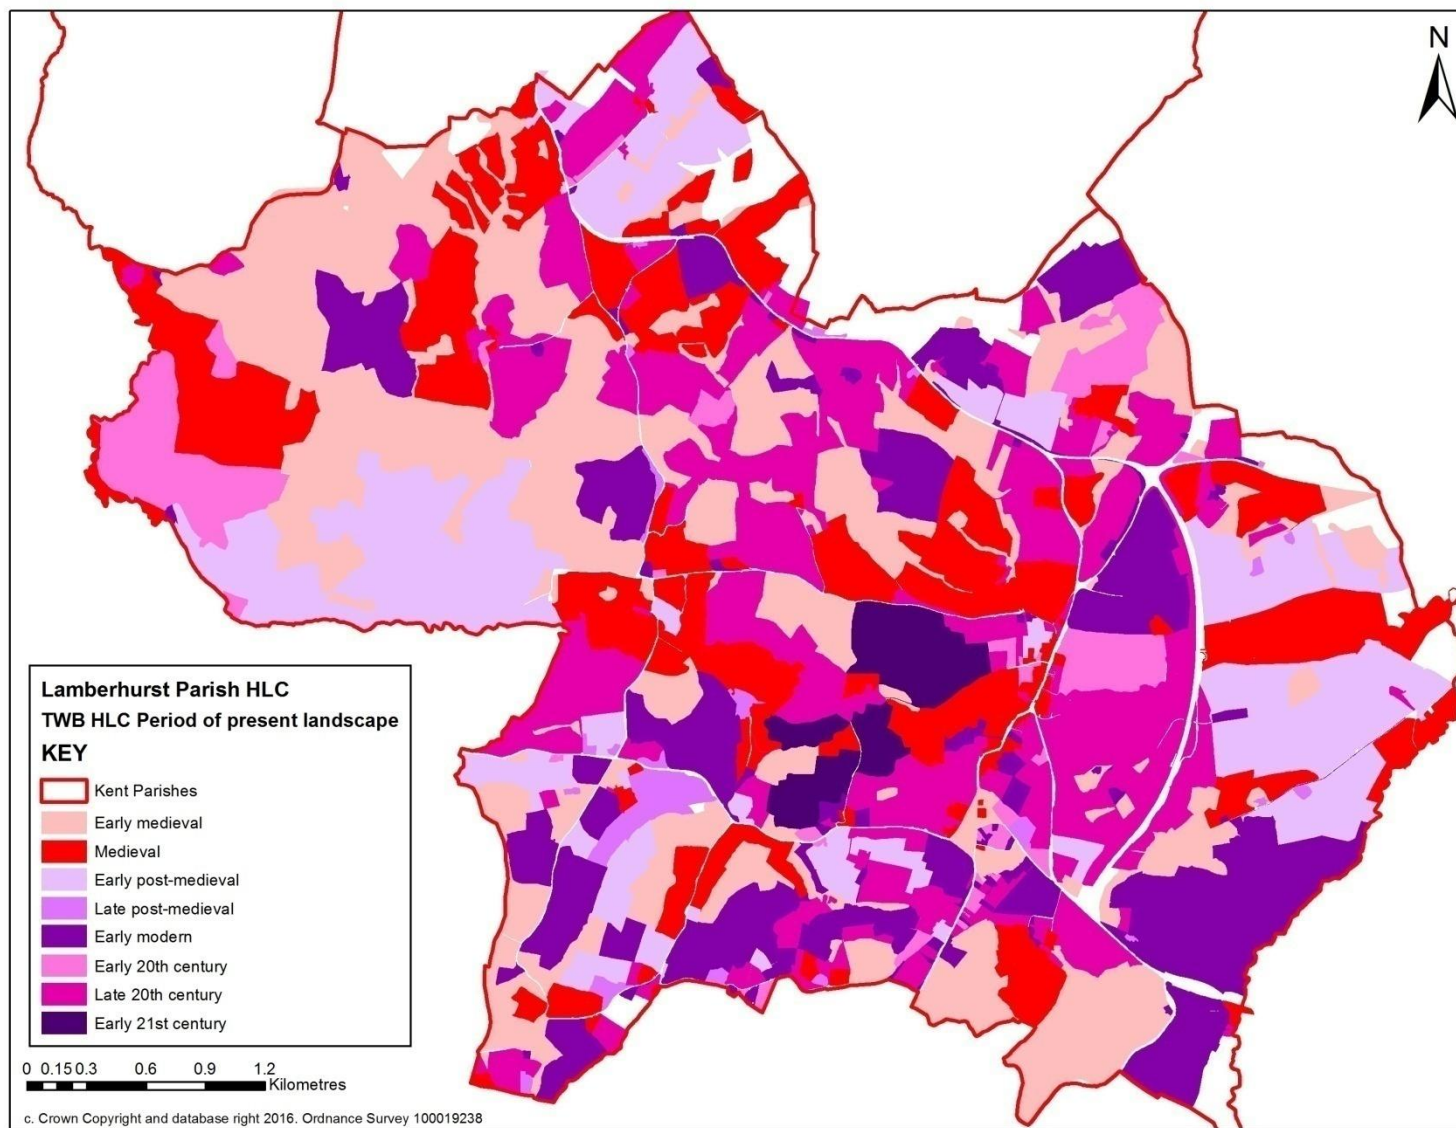 N
Lamberhurst Parish HLC
TWB HLC Period of present landscape
KEY
Kent Parishes
Early medieval
Medieval
Early post-medieval
Late post-medieval
Early modern
Early 20th century
Late 20th century
Early 21st century
0 0.15 0.3 0.6 0.9 1.2
Kilometres
c. Crown Copyright and database right 2016. Ordnance Survey 100019238